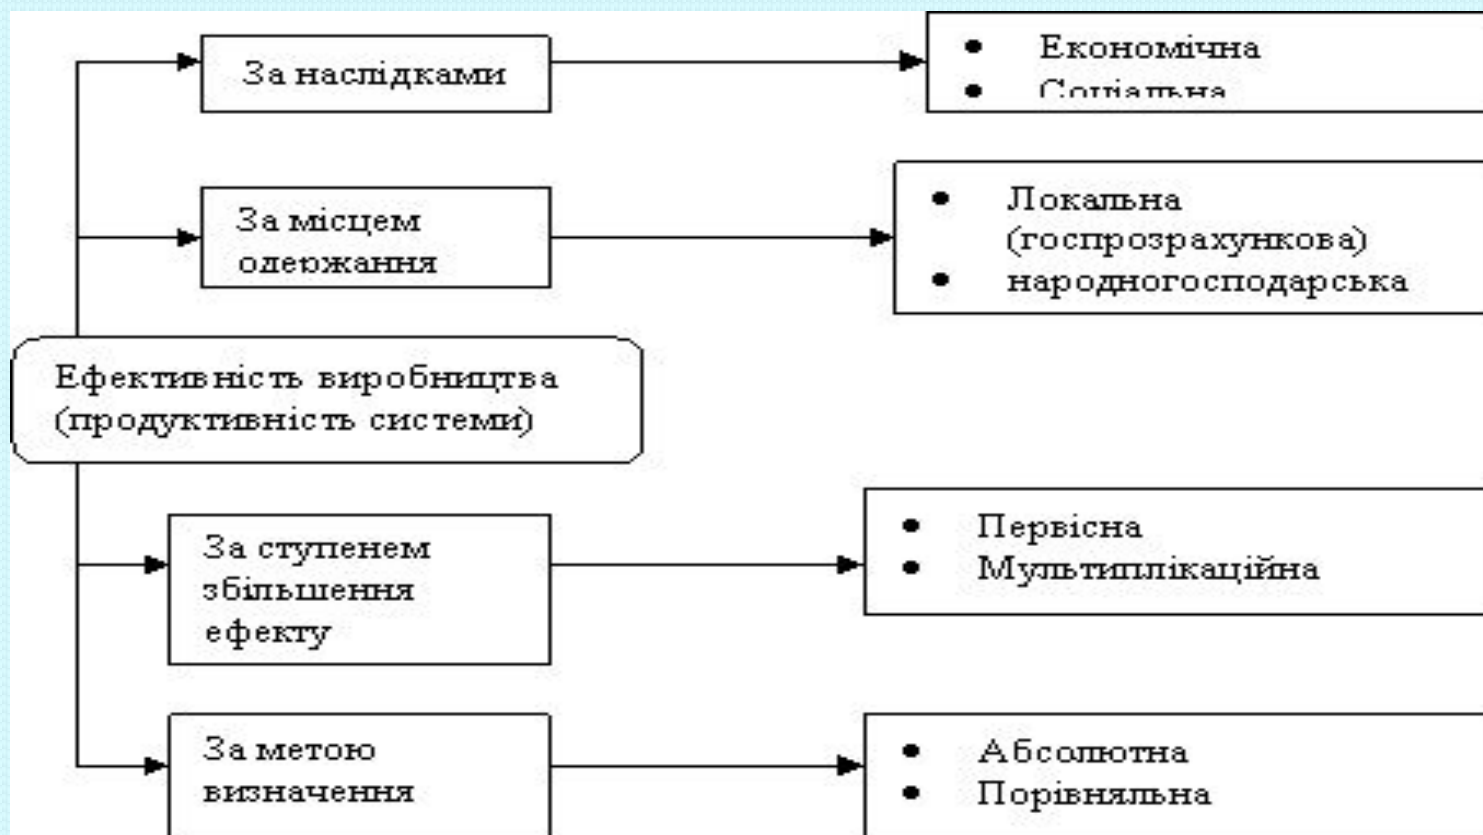 За наслідками
Економічна
Соціальна
За місцем
одержання
Локальна
(госпрозрахункова)
народногосподарська
Ефективність виробництва
(продуктивність системи)
За ступенем
збільшення
ефекту
Первісна
Мультиплікаційна
За метою
визначення
Абсолютна
Порівняльна